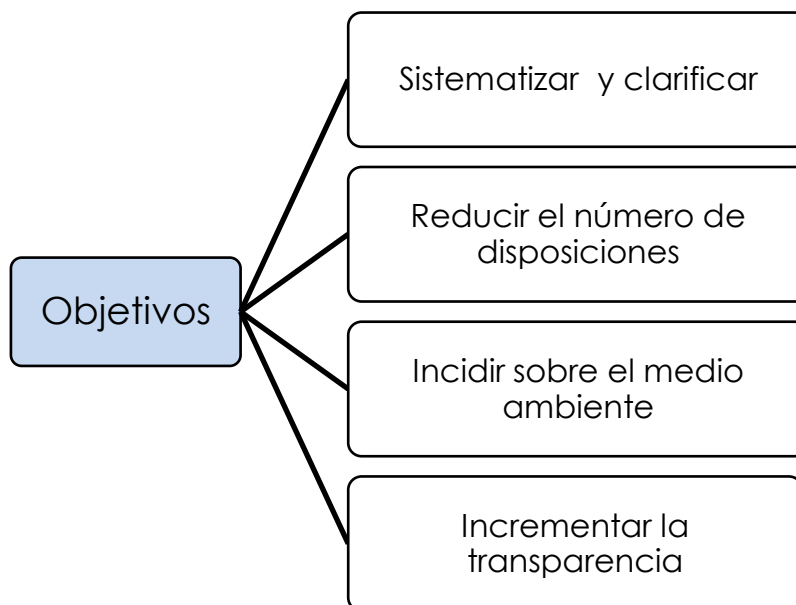 Sistematizar y clarificar
Reducir el número de
disposiciones
Objetivos
Incidir sobre el medio
ambiente
Incrementar la
transparencia